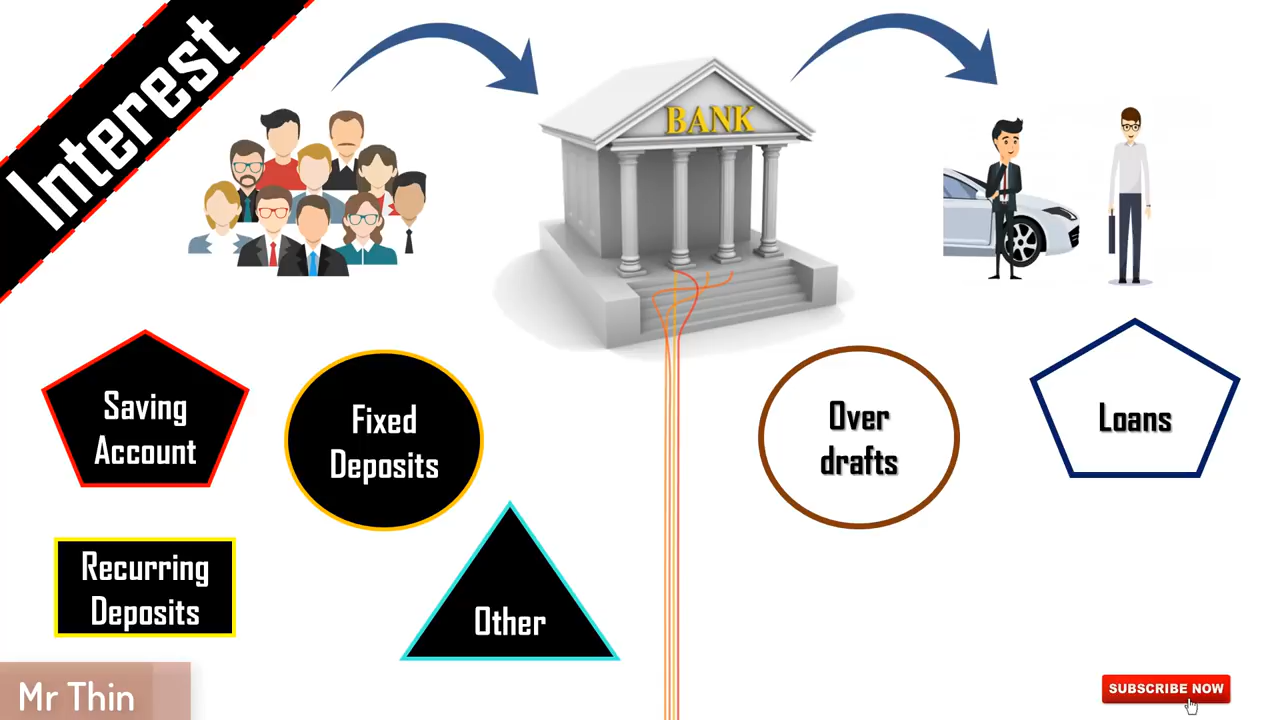 Interest
BANK
Saving
Account
Fixed
Deposits
Over
drafts
Loans
Recurring
Deposits
Other
Mr Thin
SUBSCRIBE NOW